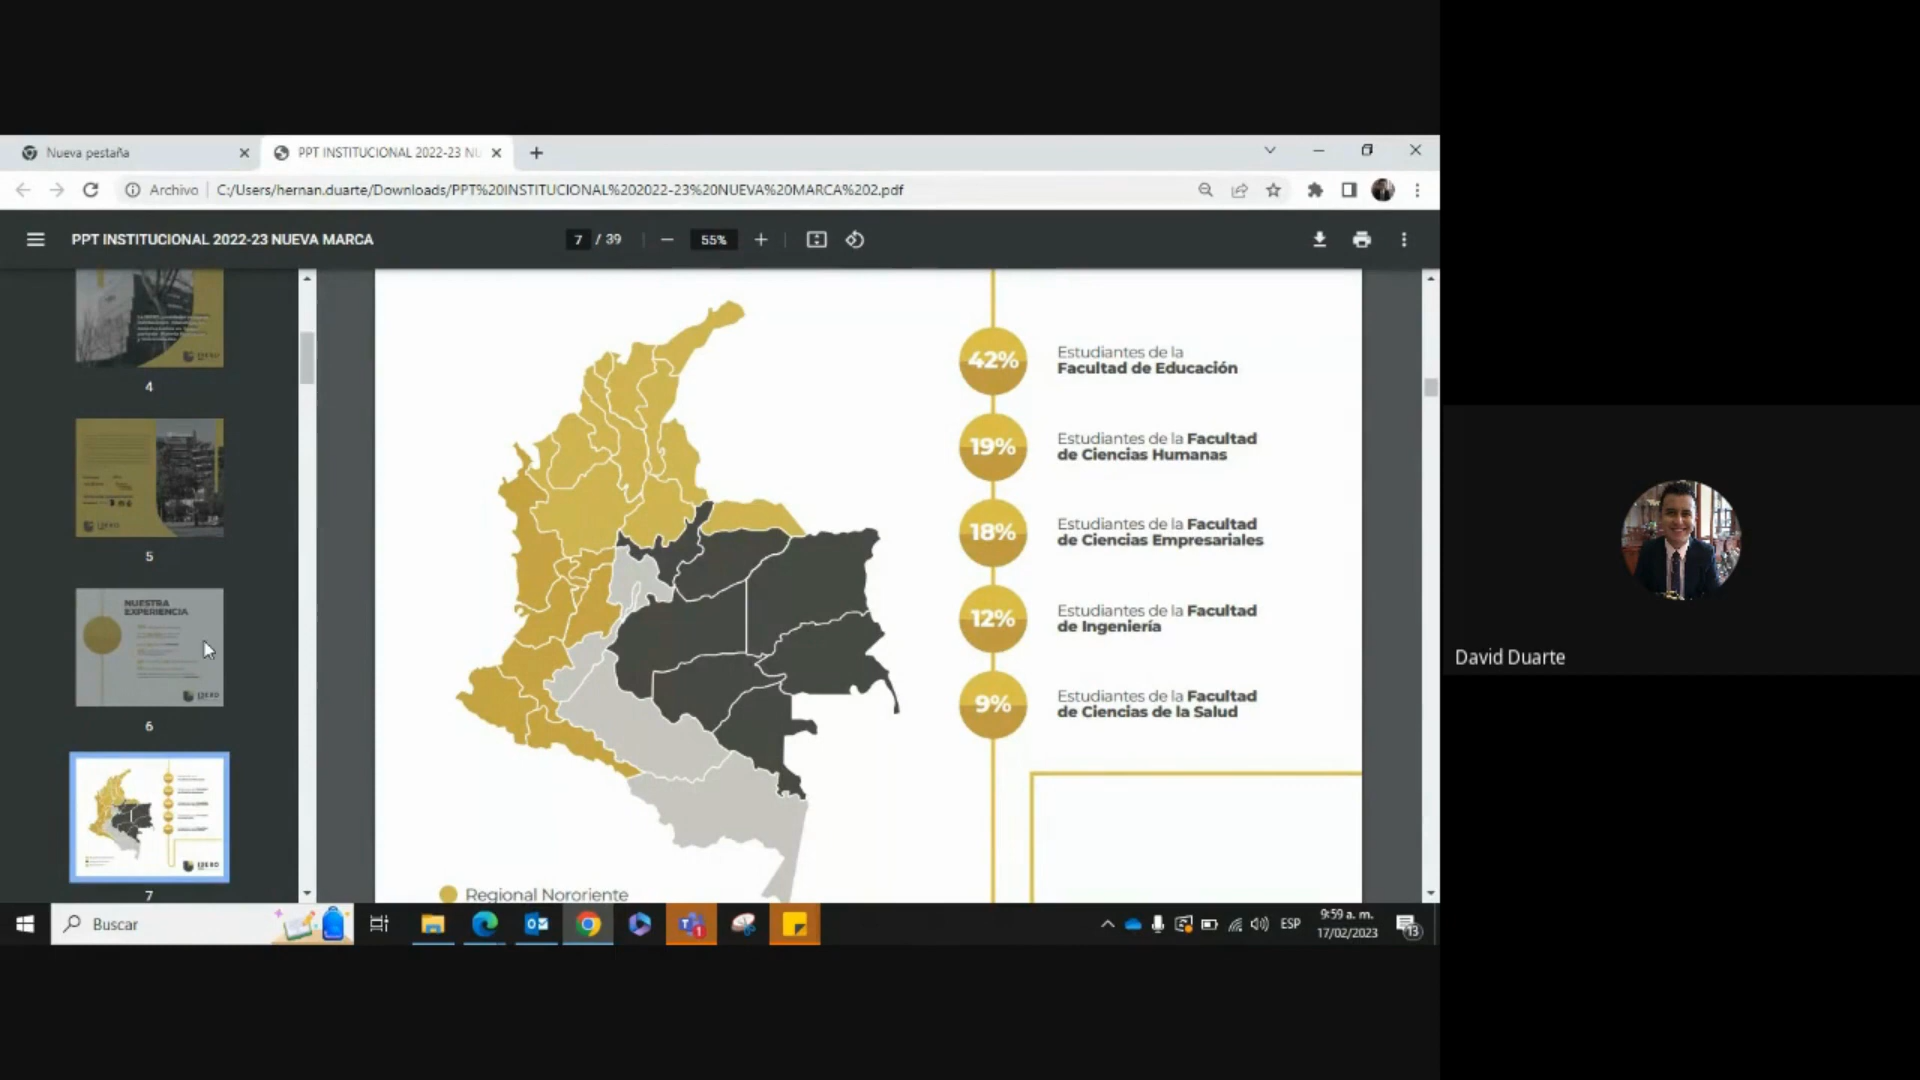 Nueva pestaña
PPT INSTITUCIONAL 2022-23 NU
Archivo
C:/Users/hernan.duarte/Downloads/PPT%20INSTITUCIONAL%202022-23%20NUEVA%20MARCA%202.pdf
PPT INSTITUCIONAL 2022-23 NUEVA MARCA
7 / 39
55%
4
5
NUESTRA
EXPERIENCIA
6
7
42%
Estudiantes de la
Facultad de Educación
19%
Estudiantes de la Facultad
de Ciencias Humanas
18%
Estudiantes de la Facultad
de Ciencias Empresariales
12%
Estudiantes de la Facultad
de Ingeniería
9%
Estudiantes de la Facultad
de Ciencias de la Salud
Regional Nororiente
David Duarte
Buscar
ESP
9:59 a. m.
17/02/2023
13